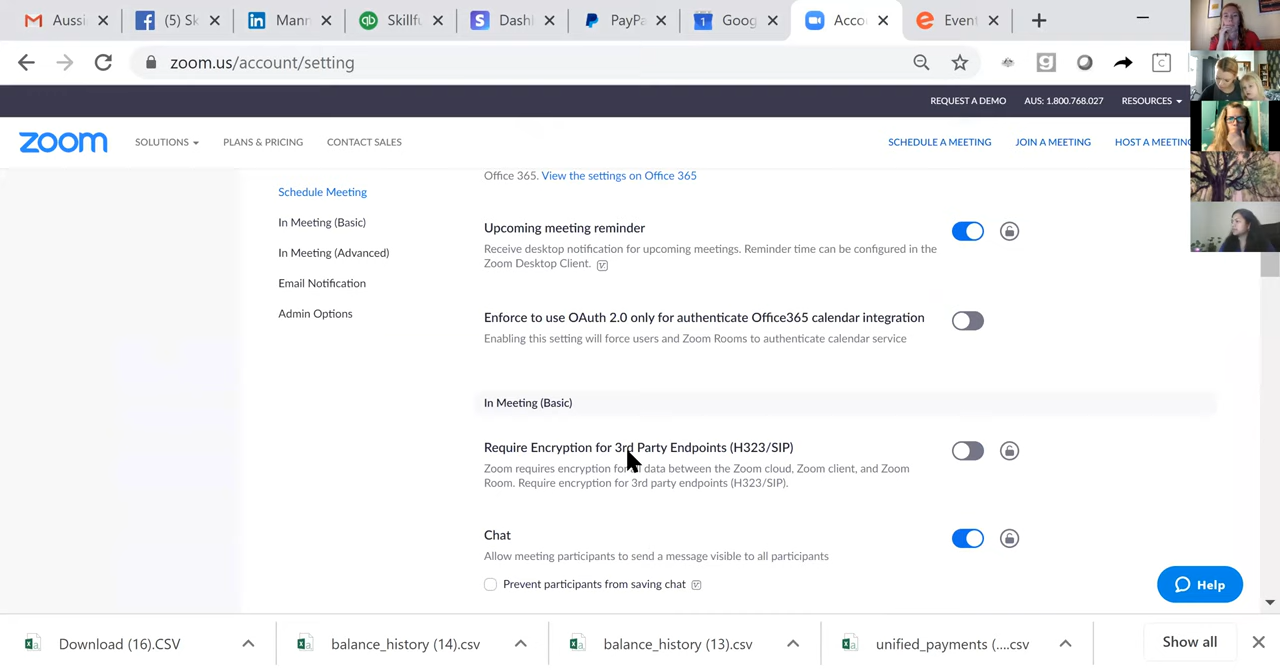 Aussi
(5) Sk
Mann
Skillfu
Dash
PayPa
Goog
Acco
Even
zoom.us/account/setting
REQUEST A DEMO
AUS: 1.800.768.027
RESOURCES
zoom
SOLUTIONS
PLANS & PRICING
CONTACT SALES
SCHEDULE A MEETING
JOIN A MEETING
HOST A MEETING
Schedule Meeting
In Meeting (Basic)
In Meeting (Advanced)
Email Notification
Admin Options
Office 365. View the settings on Office 365
Upcoming meeting reminder
Receive desktop notification for upcoming meetings. Reminder time can be configured in the
Zoom Desktop Client.
Enforce to use OAuth 2.0 only for authenticate Office365 calendar integration
Enabling this setting will force users and Zoom Rooms to authenticate calendar service
In Meeting (Basic)
Require Encryption for 3rd Party Endpoints (H323/SIP)
Zoom requires encryption for all data between the Zoom cloud, Zoom client, and Zoom
Room. Require encryption for 3rd party endpoints (H323/SIP).
Chat
Allow meeting participants to send a message visible to all participants
Prevent participants from saving chat
Help
Download (16).CSV
balance_history (14).csv
balance_history (13).csv
unified_payments (....csv
Show all